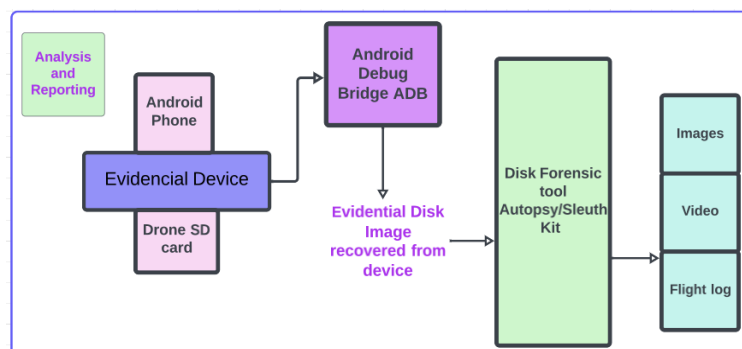 Analysis
and
Reporting
Android
Phone
Evidencial Device
Drone SD
card
Android
Debug
Bridge ADB
Evidential Disk
Image
recovered from
device
Disk Forensic
tool
Autopsy/Sleuth
Kit
Images
Video
Flight log